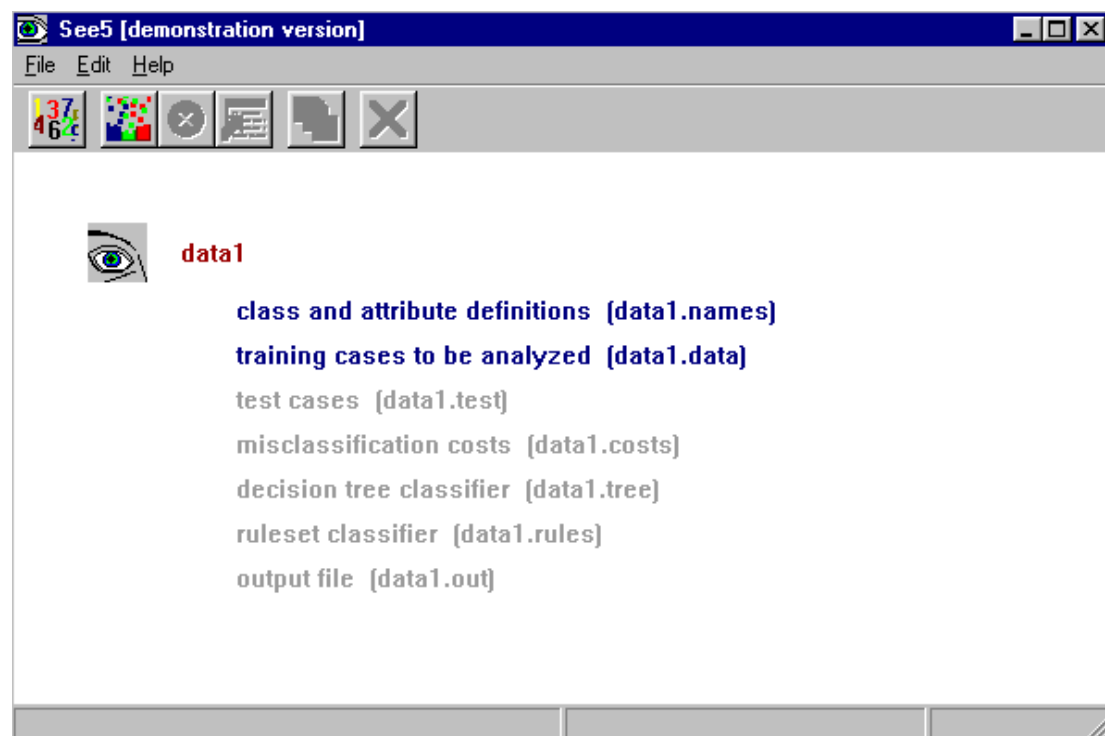 See5 [demonstration version]
File Edit Help
data1
class and attribute definitions (data1.names)
training cases to be analyzed (data1.data)
test cases (data1.test)
misclassification costs (data1.costs)
decision tree classifier (data1.tree)
ruleset classifier (data1.rules)
output file (data1.out)